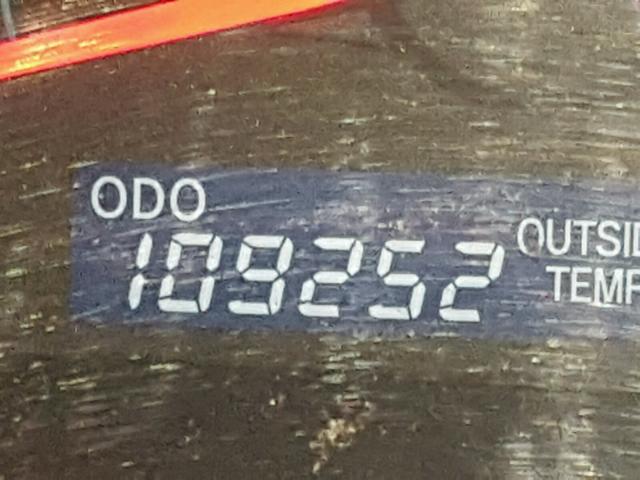 ODO
109252
OUTSID
TEMP